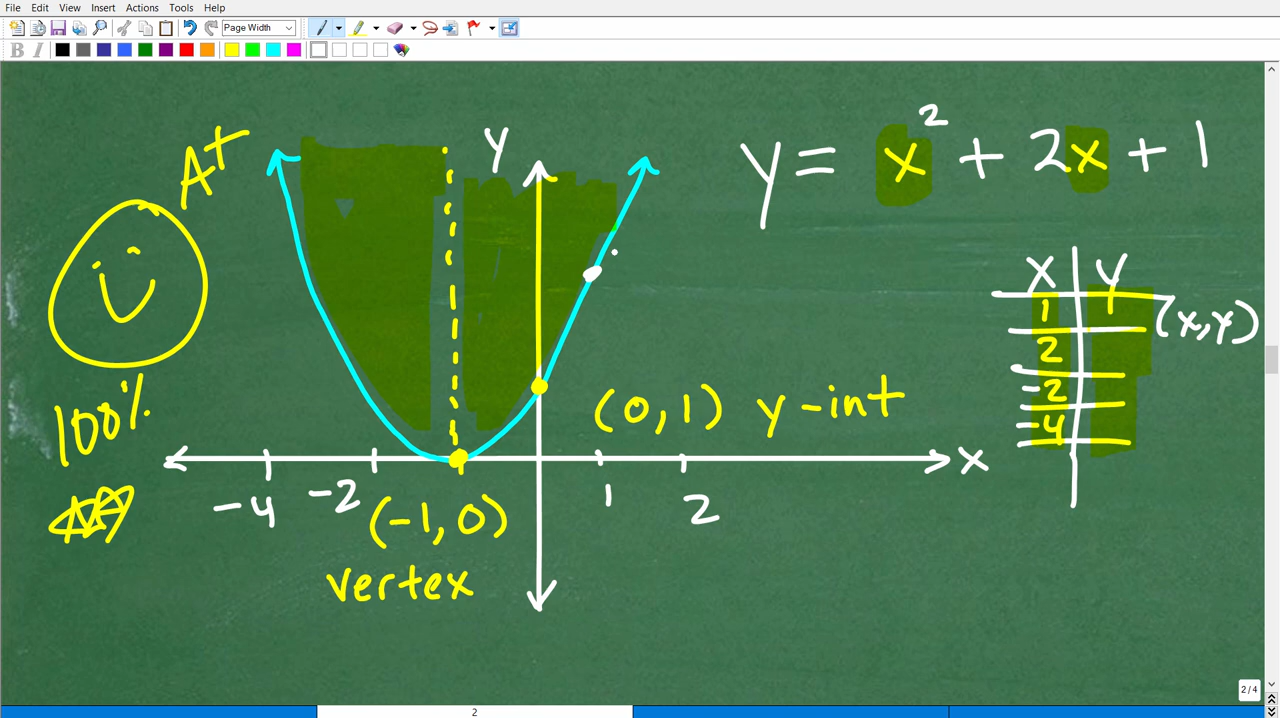 File Edit View Insert Actions Tools Help
Page Width
B I
A+
100%
y
y = x² + 2x + 1
x y
1
2
-2
-4
(x,y)
(0,1) y-int
x
-4 -2 1 2
(-1,0)
vertex
2/4
2